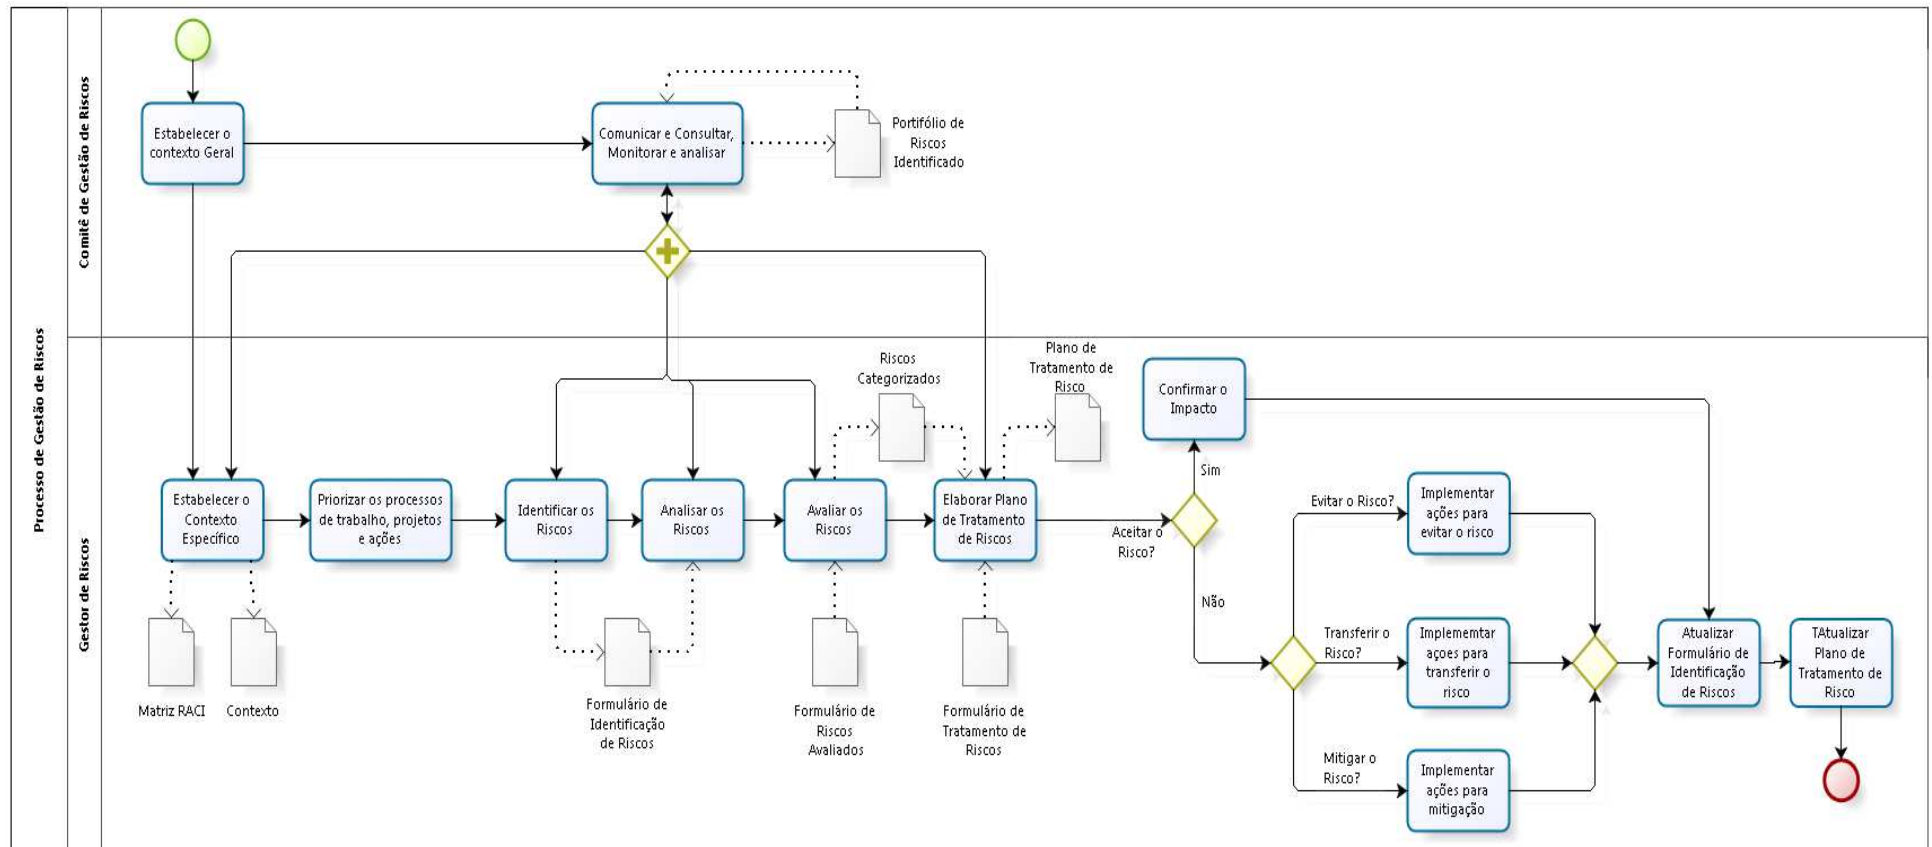 Processo de Gestão de Riscos
Comitê de Gestão de Riscos
Estabelecer o
contexto Geral
Comunicar e Consultar,
Monitorar e analisar
Portifólio de
Riscos
Identificado
Gestor de Riscos
Estabelecer o
Contexto
Específico
Matriz RACI
Contexto
Priorizar os processos
de trabalho, projetos
e ações
Identificar os
Riscos
Formulário de
Identificação
de Riscos
Analisar os
Riscos
Avaliar os
Riscos
Riscos
Categorizados
Formulário de
Riscos
Avaliados
Elaborar Plano
de Tratamento
de Riscos
Plano de
Tratamento de
Risco
Formulário de
Tratamento de
Riscos
Aceitar o
Risco?
Sim
Confirmar o
Impacto
Não
Evitar o Risco?
Implementar
ações para
evitar o risco
Transferir o
Risco?
Implementar
açoes para
transferir o
risco
Mitigar o
Risco?
Implementar
ações para
mitigação
Atualizar
Formulário de
Identificação
de Riscos
TAtualizar
Plano de
Tratamento de
Risco